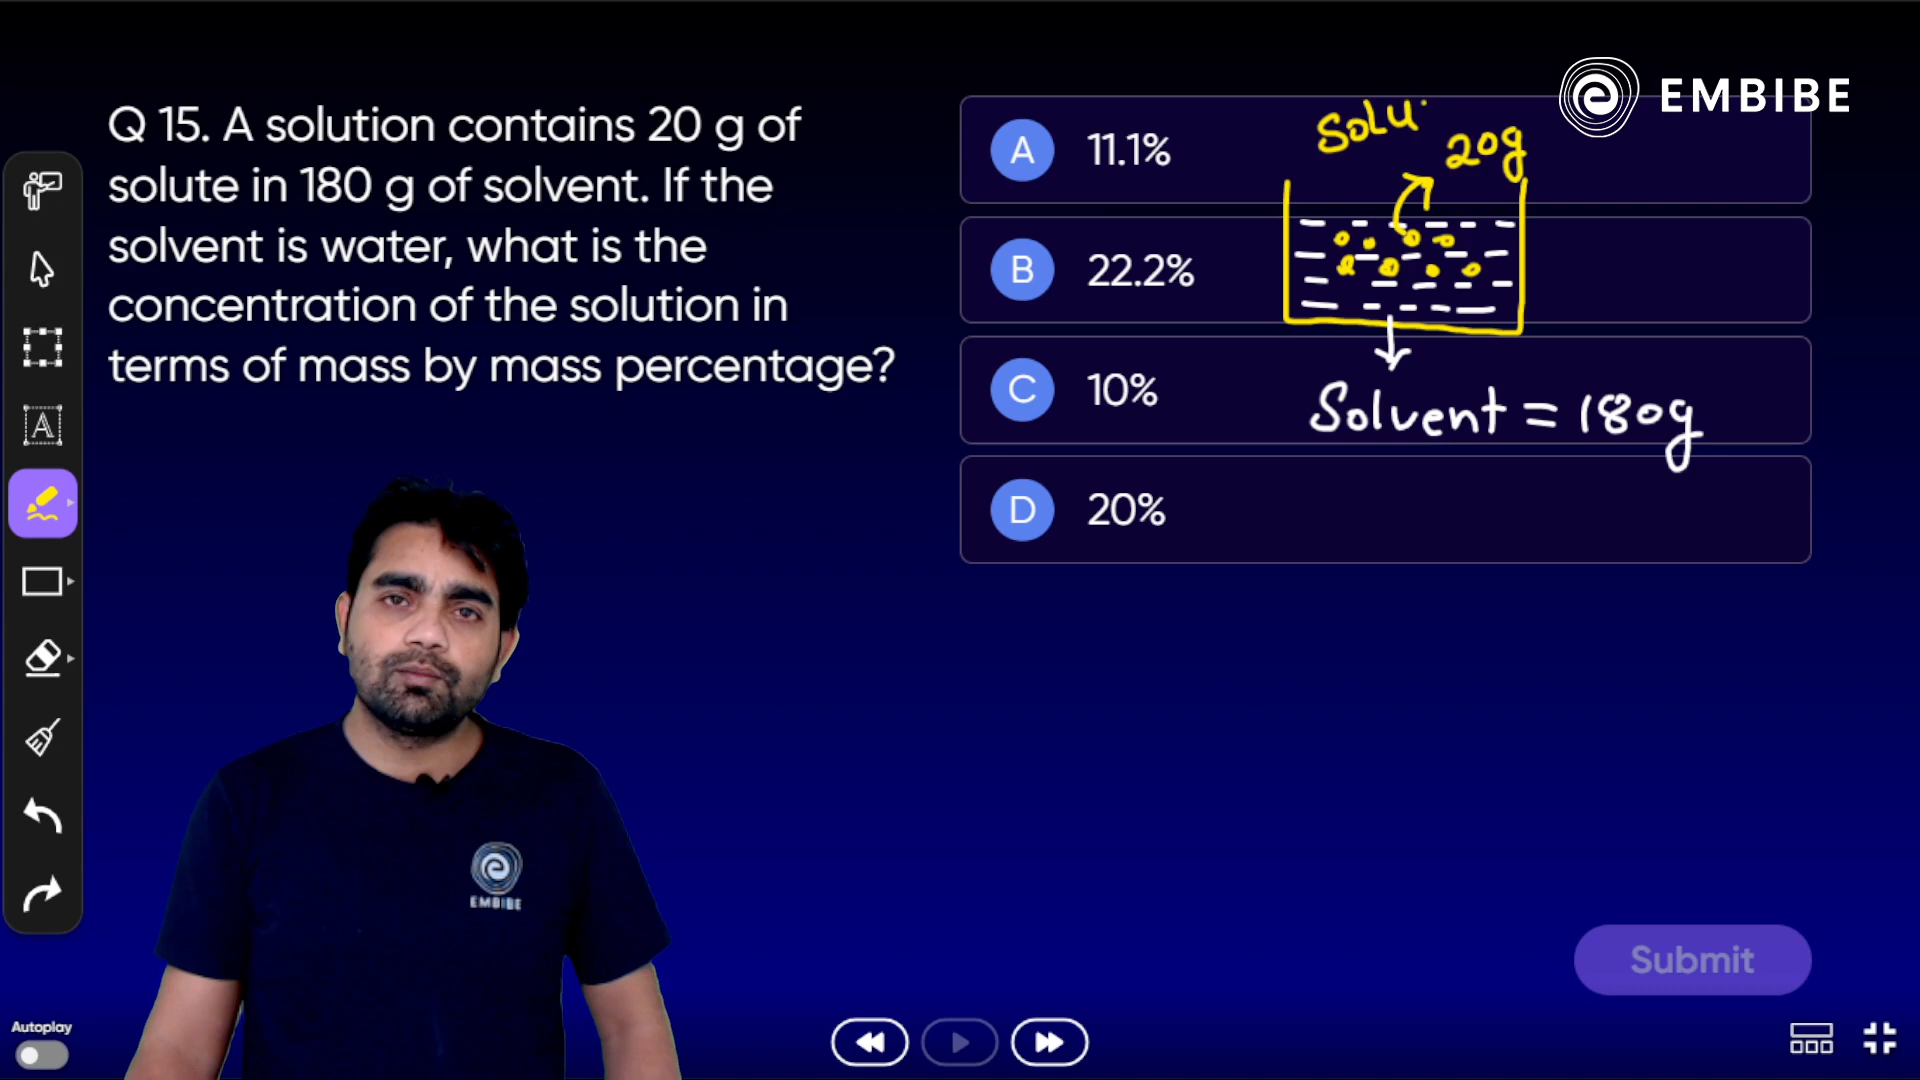 EMBIBE
Q 15. A solution contains 20 g of
solute in 180 g of solvent. If the
solvent is water, what is the
concentration of the solution in
terms of mass by mass percentage?
A 11.1%
B 22.2%
C 10%
D 20%
Solu
20g
Solvent = 180g
A
EMBIBE
Submit
Autoplay